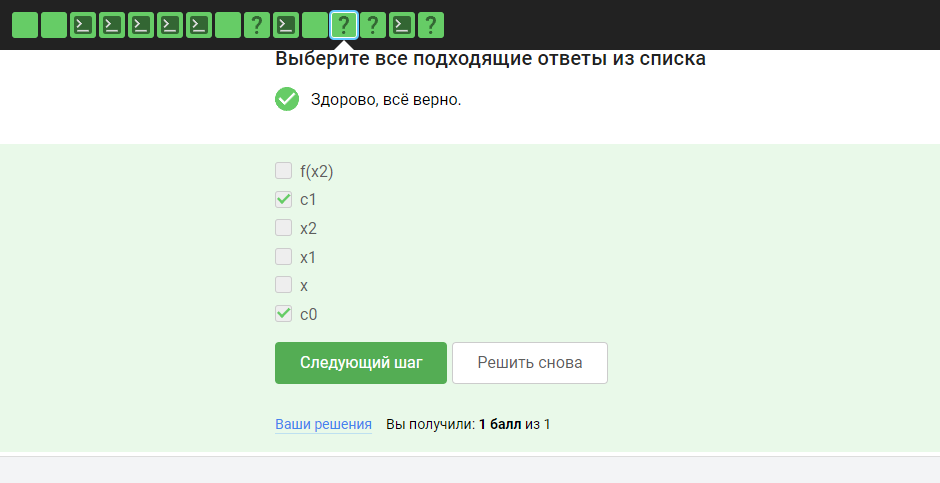 Выберите все подходящие ответы из списка
Здорово, всё верно.
f(x2)
c1
x2
x1
x
c0
Следующий шаг Решить снова
Ваши решения Вы получили: 1 балл из 1